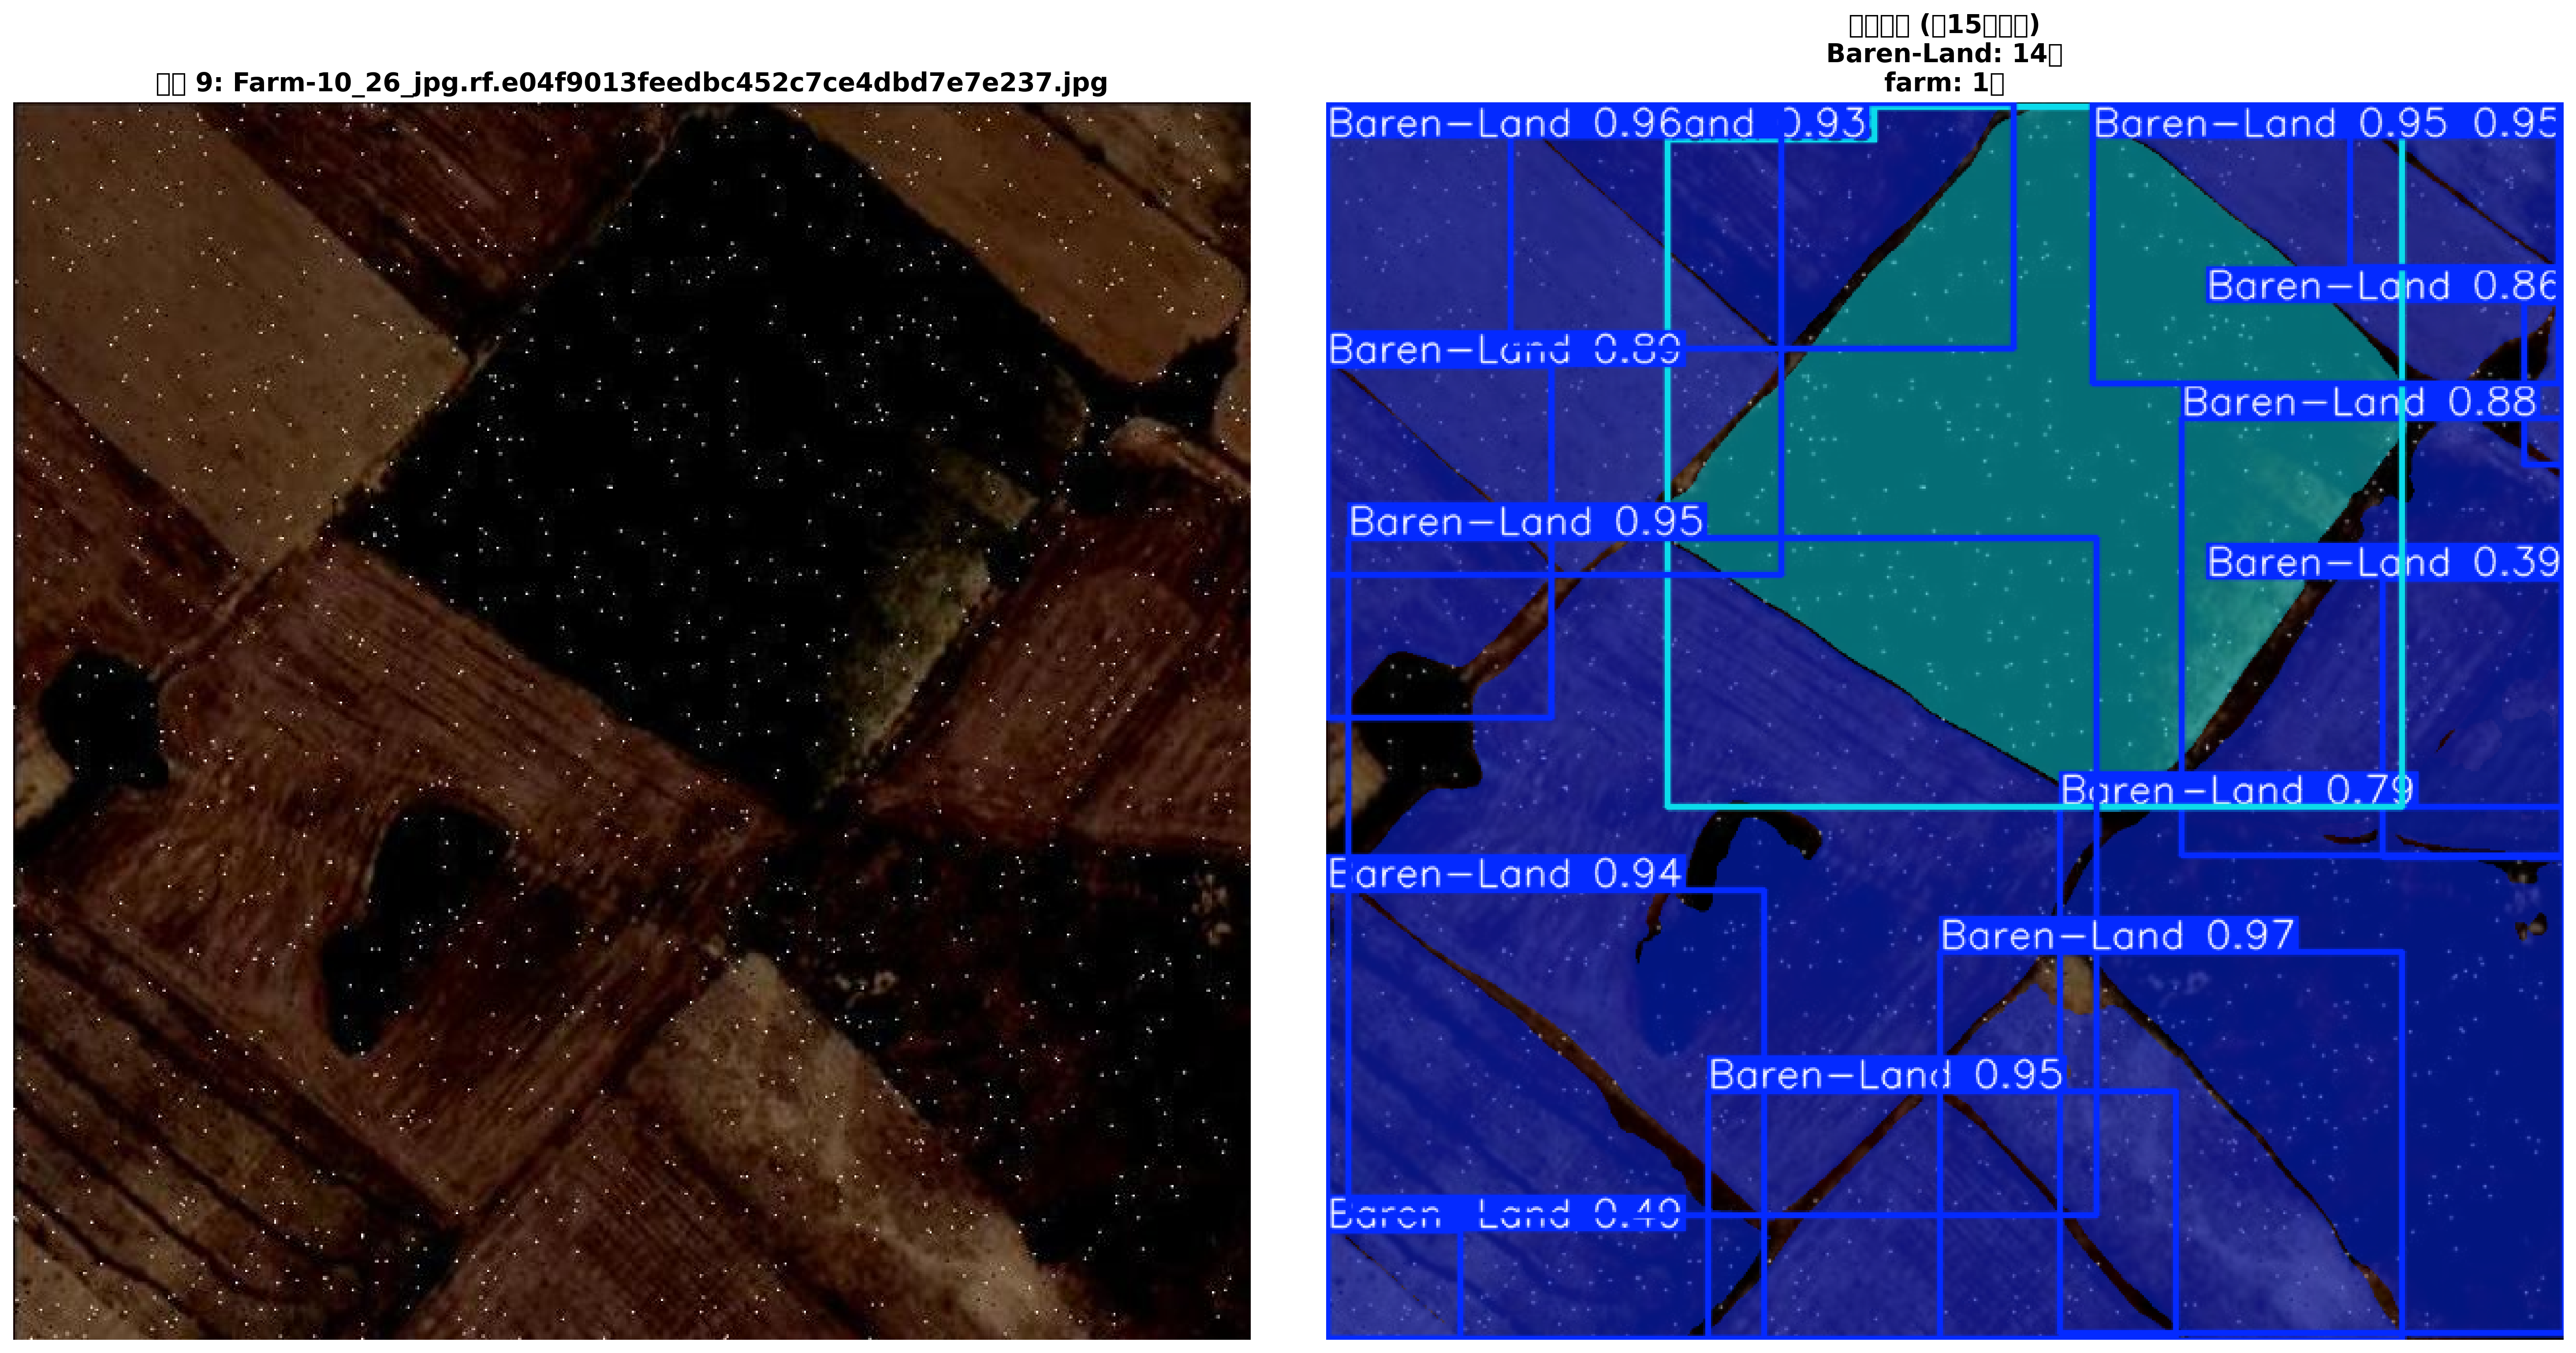 9: Farm-10_26_jpg.rf.e04f9013feedbc452c7ce4dbd7e7e237.jpg
(15)
Baren-Land: 14
farm: 1
Baren-Land 0.96and 0.93
Baren-Land 0.95 0.95
Baren-Land 0.86
Baren-Land 0.89
Baren-Land 0.88
Baren-Land 0.95
Baren-Land 0.39
Baren-Land 0.79
Baren-Land 0.94
Baren-Land 0.97
Baren-Land 0.95
Baren-Land 0.49